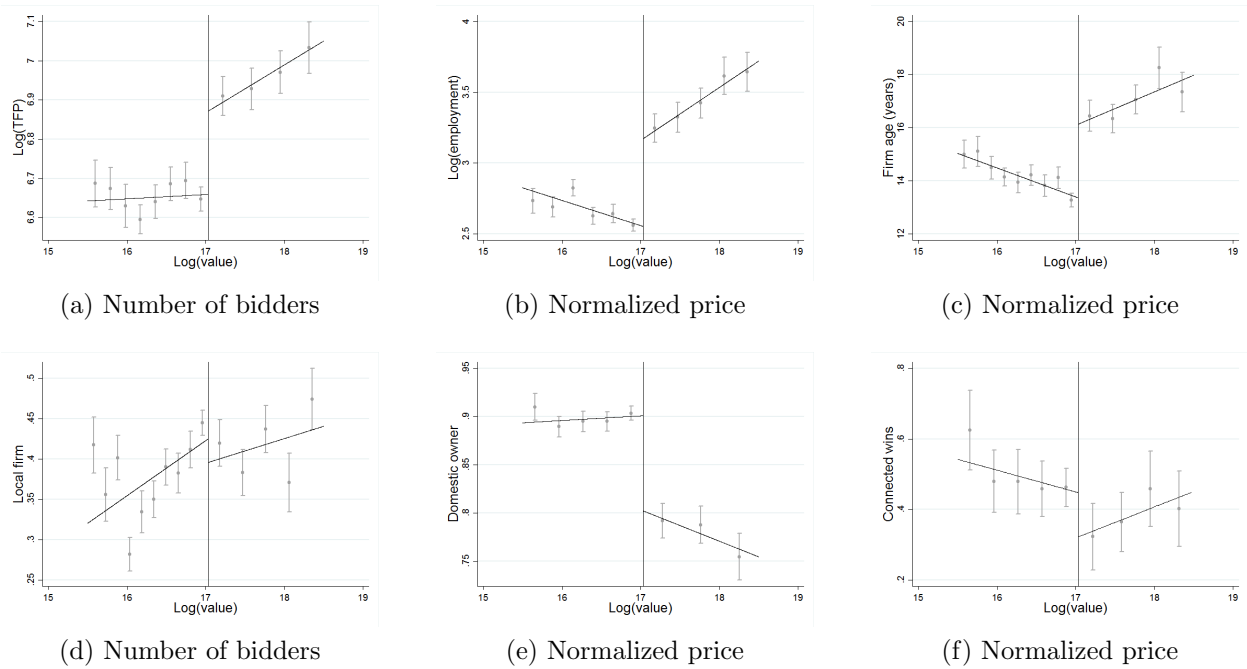 Log(TFP)
7.1
7
6.9
6.8
6.7
6.6
15 16 17 18 19
Log(value)
(a) Number of bidders
Log(employment)
4
3.5
3
2.5
15 16 17 18 19
Log(value)
(b) Normalized price
Firm age (years)
20
18
16
14
12
15 16 17 18 19
Log(value)
(c) Normalized price
Local firm
.5
.45
.4
.35
.3
.25
15 16 17 18 19
Log(value)
(d) Number of bidders
Domestic owner
.95
.9
.85
.8
.75
15 16 17 18 19
Log(value)
(e) Normalized price
Connected wins
.8
.6
.4
.2
15 16 17 18 19
Log(value)
(f) Normalized price